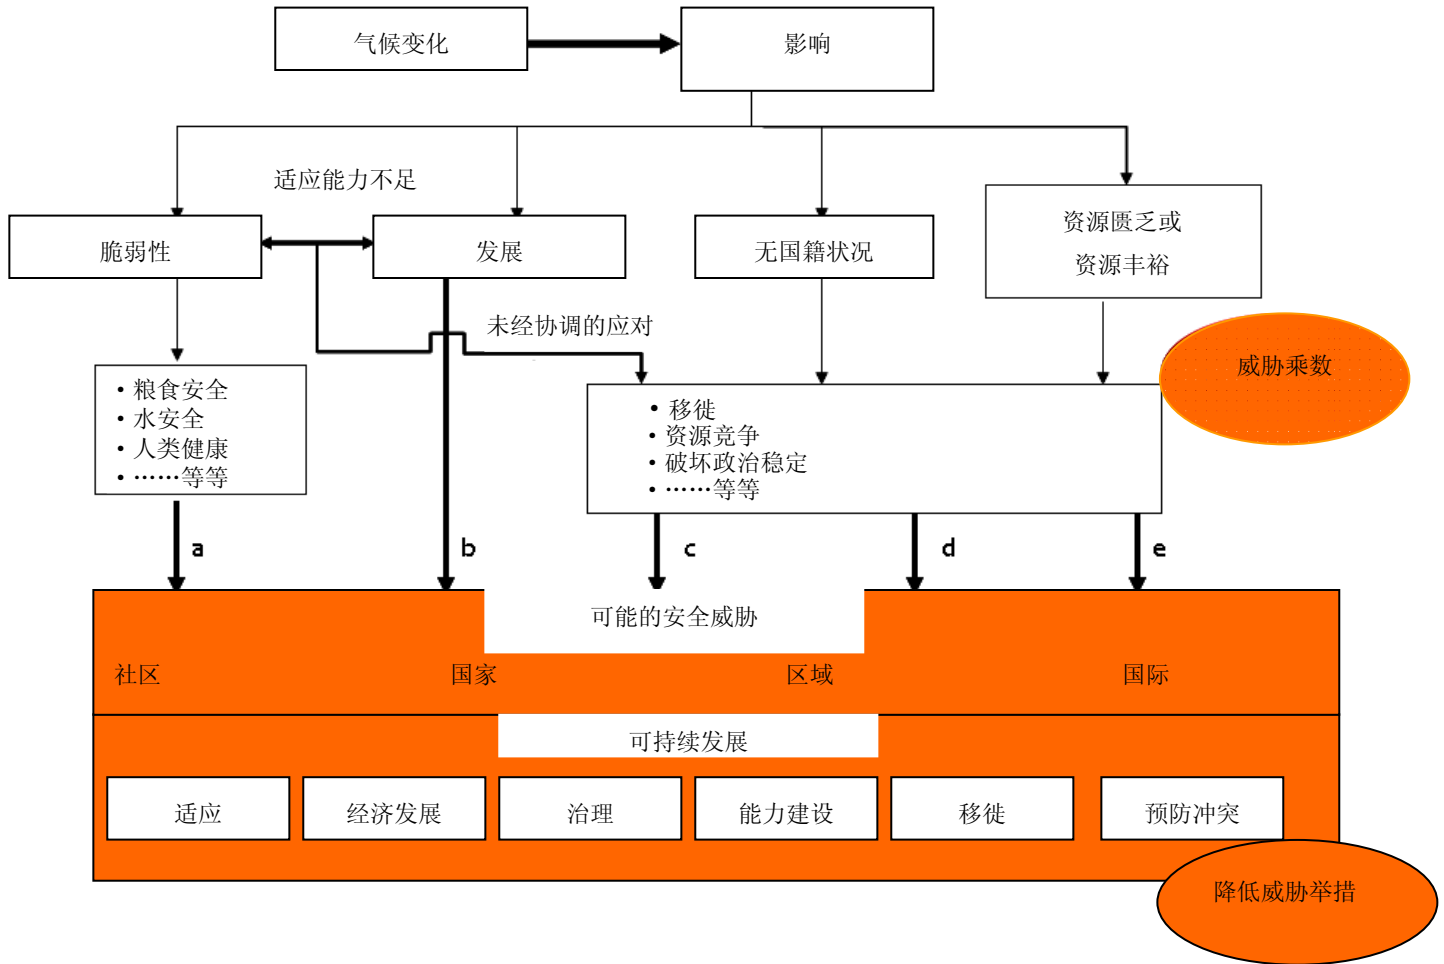 气候变化
影响
适应能力不足
脆弱性
发展
无国籍状况
资源匮乏或
资源丰裕
未经协调的应对
威胁乘数
•粮食安全
•水安全
•人类健康
•……等等
•移徙
•资源竞争
•破坏政治稳定
•……等等
a
b
c
d
e
可能的安全威胁
社区
国家
区域
国际
可持续发展
适应
经济发展
治理
能力建设
移徙
预防冲突
降低威胁举措